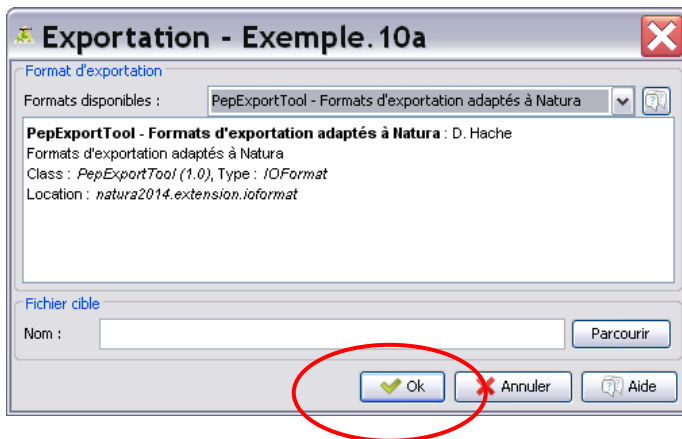 Exportation - Exemple.10a
Format d'exportation
Formats disponibles : PepExportTool - Formats d'exportation adaptés à Natura
PepExportTool - Formats d'exportation adaptés à Natura : D. Hache
Formats d'exportation adaptés à Natura
Class : PepExportTool (1.0), Type : IOFormat
Location : natura2014.extension.ioformat
Fichier cible
Nom : Parcourir
Ok Annuler Aide